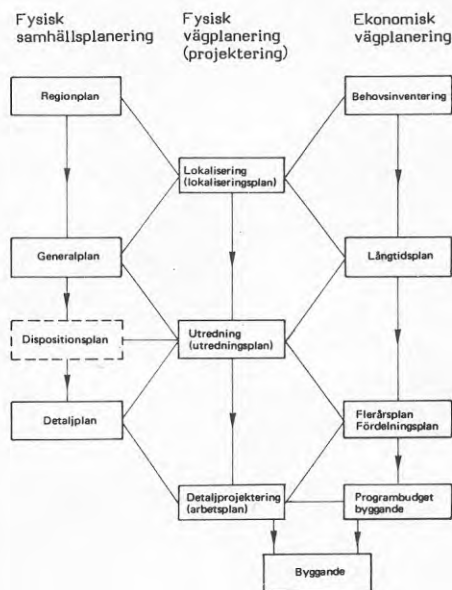 Fysisk
samhällsplanering
Fysisk
vägplanering
(projektering)
Ekonomisk
vägplanering
Regionplan
Behovsinventering
Lokalisering
(lokaliseringsplan)
Generalplan
Långtidsplan
Dispositionsplan
Utredning
(utredningsplan)
Detaljplan
Flerårsplan
Fördelningsplan
Detaljprojektering
(arbetsplan)
Programbudget
byggande
Byggande